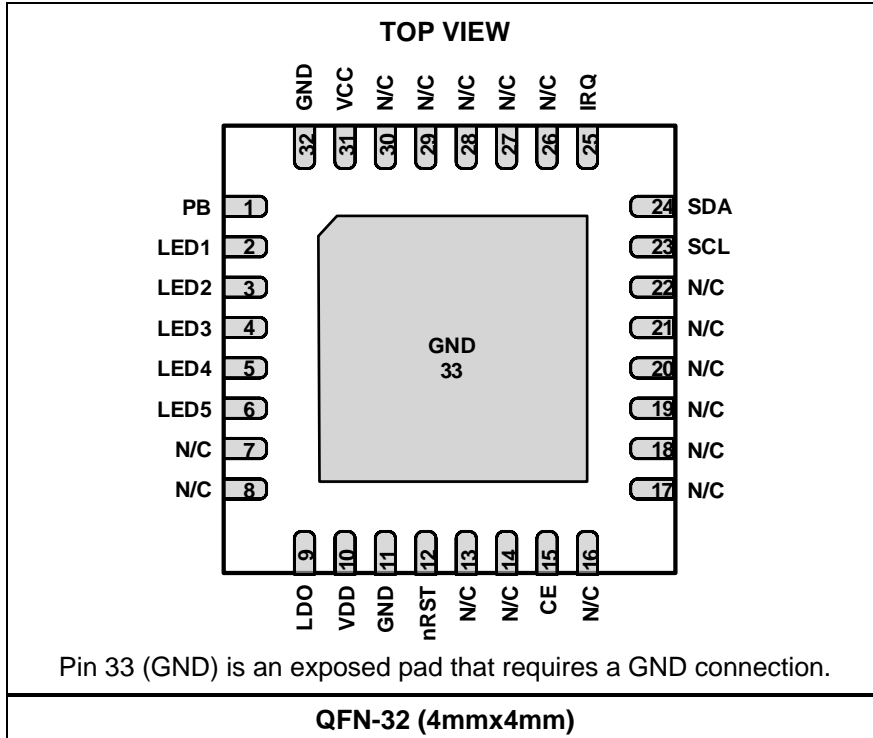 TOP VIEW
GND VCC N/C N/C N/C N/C N/C IRQ
32 31 30 29 28 27 26 25
PB 1 24 SDA
LED1 2 23 SCL
LED2 3 22 N/C
LED3 4 21 N/C
LED4 5 20 N/C
LED5 6 19 N/C
N/C 7 18 N/C
N/C 8 17 N/C
GND
33
9 10 11 12 13 14 15 16
LDO VDD GND nRST N/C N/C CE N/C
Pin 33 (GND) is an exposed pad that requires a GND connection.
QFN-32 (4mmx4mm)